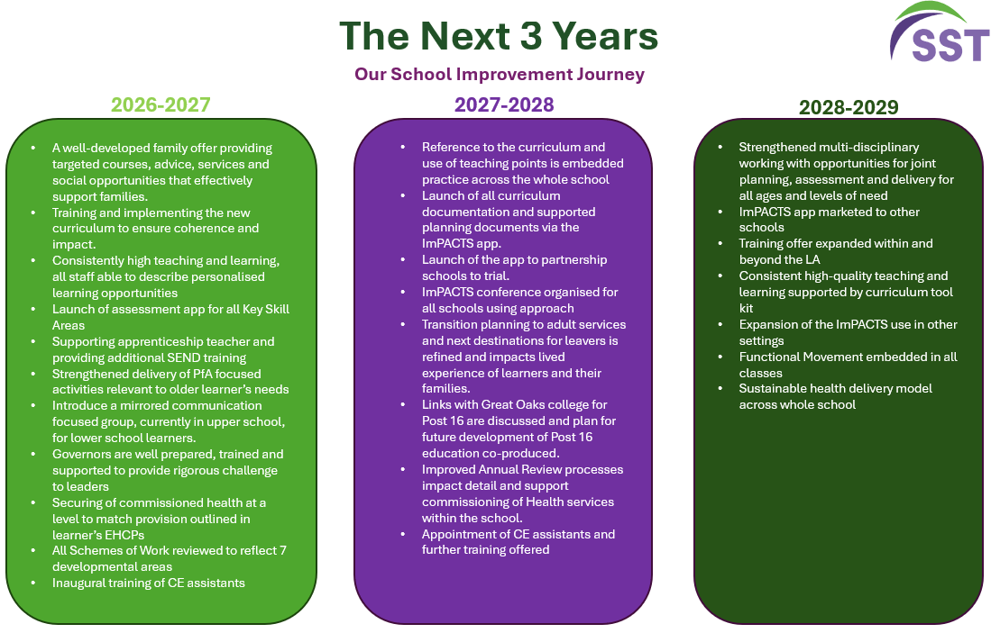 The Next 3 Years
SST
Our School Improvement Journey
2026-2027
• A well-developed family offer providing
targeted courses, advice, services and
social opportunities that effectively
support families.
• Training and implementing the new
curriculum to ensure coherence and
impact.
• Consistently high teaching and learning,
all staff able to describe personalised
learning opportunities
• Launch of assessment app for all Key Skill
Areas
• Supporting apprenticeship teacher and
providing additional SEND training
• Strengthened delivery of PfA focused
activities relevant to older learner's needs
• Introduce a mirrored communication
focused group, currently in upper school,
for lower school learners.
• Governors are well prepared, trained and
supported to provide rigorous challenge
to leaders
• Securing of commissioned health at a
level to match provision outlined in
learner's EHCPs
• All Schemes of Work reviewed to reflect 7
developmental areas
• Inaugural training of CE assistants
2027-2028
• Reference to the curriculum and
use of teaching points is embedded
practice across the whole school
• Launch of all curriculum
documentation and supported
planning documents via the
ImPACTS app.
• Launch of the app to partnership
schools to trial.
• ImPACTS conference organised for
all schools using approach
• Transition planning to adult services
and next destinations for leavers is
refined and impacts lived
experience of learners and their
families.
• Links with Great Oaks college for
Post 16 are discussed and plan for
future development of Post 16
education co-produced.
• Improved Annual Review processes
impact detail and support
commissioning of Health services
within the school.
• Appointment of CE assistants and
further training offered
2028-2029
• Strengthened multi-disciplinary
working with opportunities for joint
planning, assessment and delivery for
all ages and levels of need
• ImPACTS app marketed to other
schools
• Training offer expanded within and
beyond the LA
• Consistent high-quality teaching and
learning supported by curriculum tool
kit
• Expansion of the ImPACTS use in other
settings
• Functional Movement embedded in all
classes
• Sustainable health delivery model
across whole school